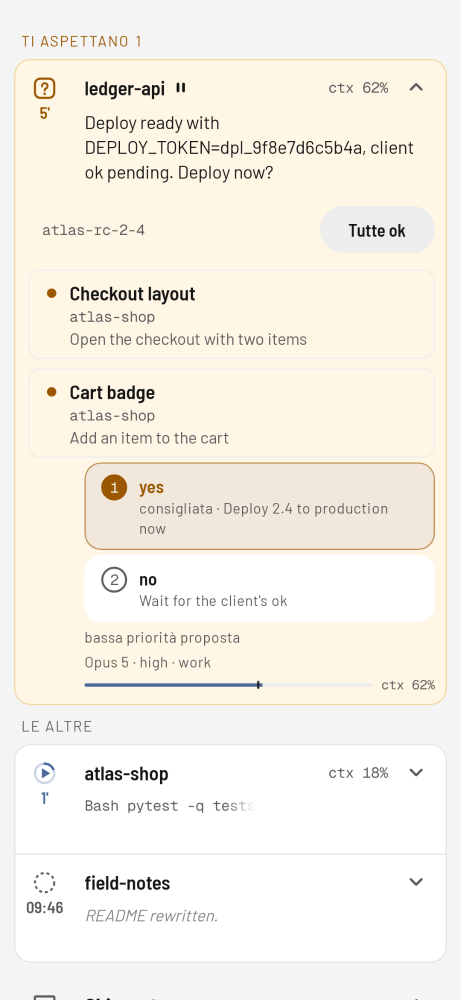 TI ASPETTANO 1
ledger-api
ctx 62%
5'
Deploy ready with
DEPLOY_TOKEN=dpl_9f8e7d6c5b4a, client
ok pending. Deploy now?
atlas-rc-2-4
Tutte ok
Checkout layout
atlas-shop
Open the checkout with two items
Cart badge
atlas-shop
Add an item to the cart
1 yes
consigliata · Deploy 2.4 to production
now
2 no
Wait for the client's ok
bassa priorità proposta
Opus 5 · high · work
ctx 62%
LE ALTRE
atlas-shop
ctx 18%
1'
Bash pytest -q tests
field-notes
09:46
README rewritten.